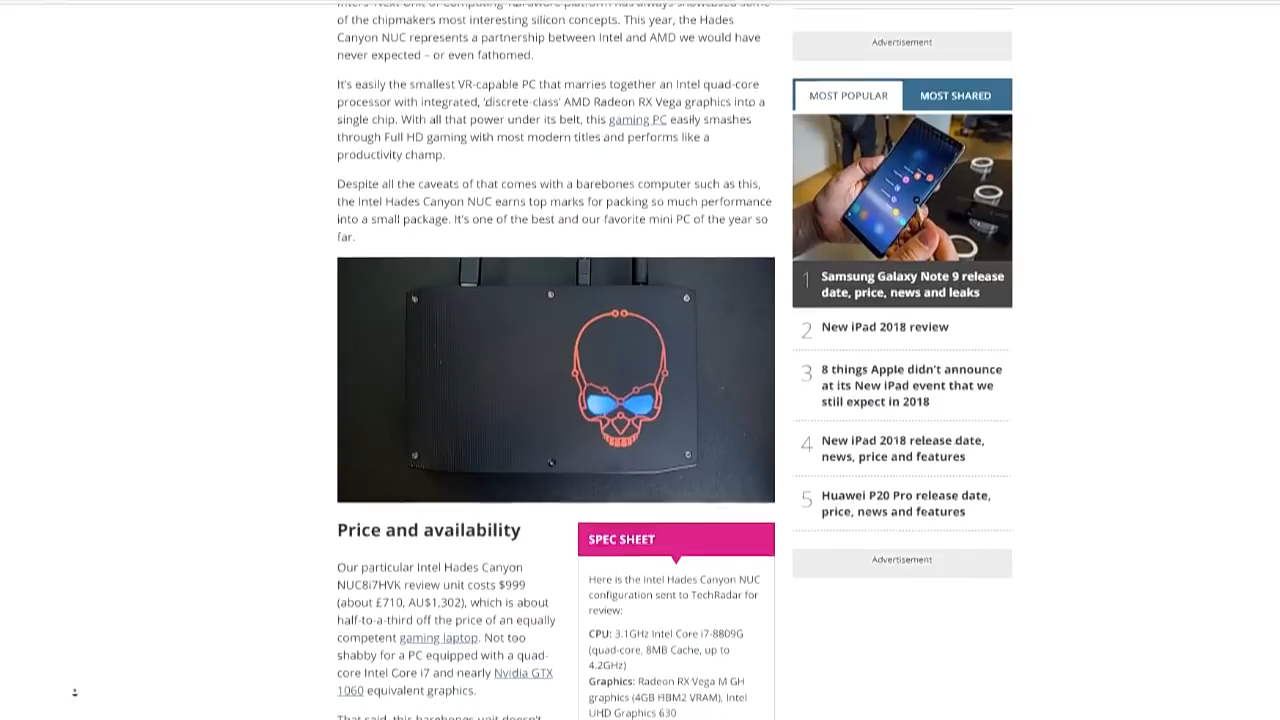 of the chipmakers most interesting silicon concepts. This year, the Hades
Canyon NUC represents a partnership between Intel and AMD we would have
never expected – or even fathomed.
It's easily the smallest VR-capable PC that marries together an Intel quad-core
processor with integrated, 'discrete-class' AMD Radeon RX Vega graphics into a
single chip. With all that power under its belt, this gaming PC easily smashes
through Full HD gaming with most modern titles and performs like a
productivity champ.
Despite all the caveats of that comes with a barebones computer such as this,
the Intel Hades Canyon NUC earns top marks for packing so much performance
into a small package. It's one of the best and our favorite mini PC of the year so
far.
Price and availability
Our particular Intel Hades Canyon
NUC8i7HVK review unit costs $999
(about £710, AU$1,302), which is about
half-to-a-third off the price of an equally
competent gaming laptop. Not too
shabby for a PC equipped with a quad-
core Intel Core i7 and nearly Nvidia GTX
1060 equivalent graphics.
That said, this barebones unit doesn't
SPEC SHEET
Here is the Intel Hades Canyon NUC
configuration sent to TechRadar for
review:
CPU: 3.1GHz Intel Core i7-8809G
(quad-core, 8MB Cache, up to
4.2GHz)
Graphics: Radeon RX Vega M GH
graphics (4GB HBM2 VRAM), Intel
UHD Graphics 630
Advertisement
MOST POPULAR
MOST SHARED
1 Samsung Galaxy Note 9 release
date, price, news and leaks
2 New iPad 2018 review
3 8 things Apple didn't announce
at its New iPad event that we
still expect in 2018
4 New iPad 2018 release date,
news, price and features
5 Huawei P20 Pro release date,
price, news and features
Advertisement